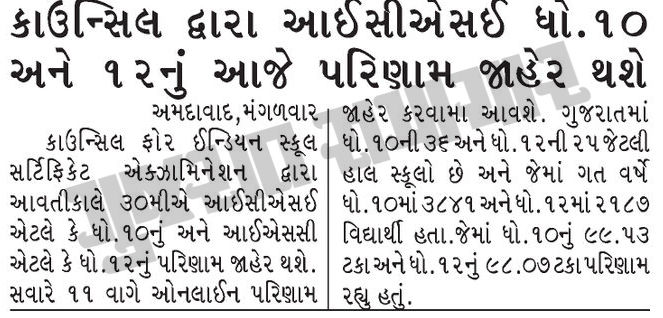 કાઉન્સિલ દ્વારા આઈસીએસઈ ધો.૧૦
અને ૧૨નું આજે પરિણામ જાહેર થશે
અમદાવાદ,મંગળવાર
કાઉન્સિલ ફોર ઈન્ડિયન સ્કૂલ
સર્ટિફિકેટ એક્ઝામિનેશન દ્વારા
આવતીકાલે ૩૦મીએ આઈસીએસઈ
એટલે કે ધો.૧૦નું અને આઈએસસી
એટલે કે ધો.૧૨નું પરિણામ જાહેર થશે.
સવારે ૧૧ વાગે ઓનલાઈન પરિણામ
જાહેર કરવામા આવશે. ગુજરાતમાં
ધો.૧૦ની ૩૬ અને ધો.૧૨ની ૨૫ જેટલી
હાલ સ્કૂલો છે અને જેમાં ગત વર્ષે
ધો.૧૦માં ૩૮૪૧ અને ધો.૧૨માં ૨૧૮૭
વિદ્યાર્થી હતા.જેમાં ધો.૧૦નું ૯૯.૫૩
ટકા અને ધો.૧૨નું ૯૮.૦૭ ટકા પરિણામ
રહ્યુ હતું.
ગુજરાત સમાચાર